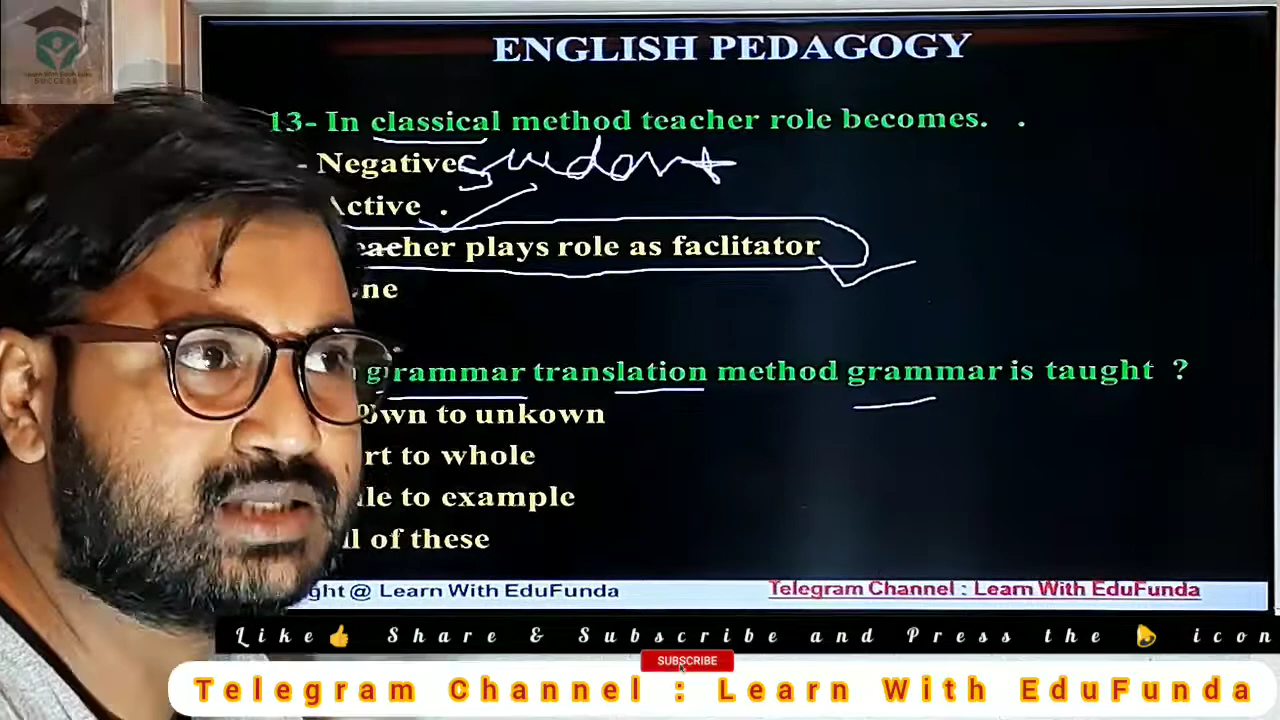 ENGLISH PEDAGOGY
13- In classical method teacher role becomes. .
- Negative
Active .
eacher plays role as faclitator
ne
grammar translation method grammar is taught ?
own to unkown
rt to whole
le to example
l of these
ght @ Learn With EduFunda
Telegram Channel : Learn With EduFunda
Like 👍 Share & Subscribe and Press the 🔔 icon
SUBSCRIBE
Telegram Channel : Learn With EduFunda
SUCCESS